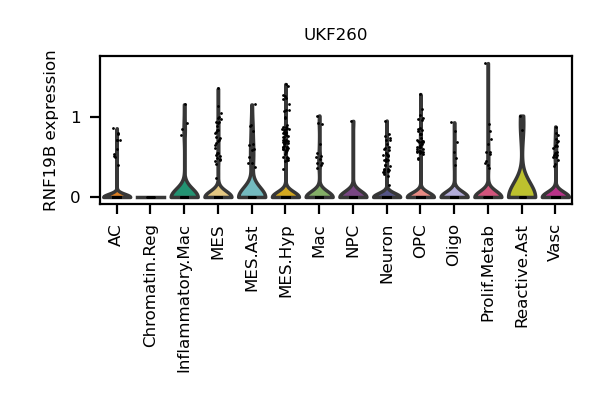 UKF260
RNF19B expression
1
0
AC
Chromatin.Reg
Inflammatory.Mac
MES
MES.Ast
MES.Hyp
Mac
NPC
Neuron
OPC
Oligo
Prolif.Metab
Reactive.Ast
Vasc